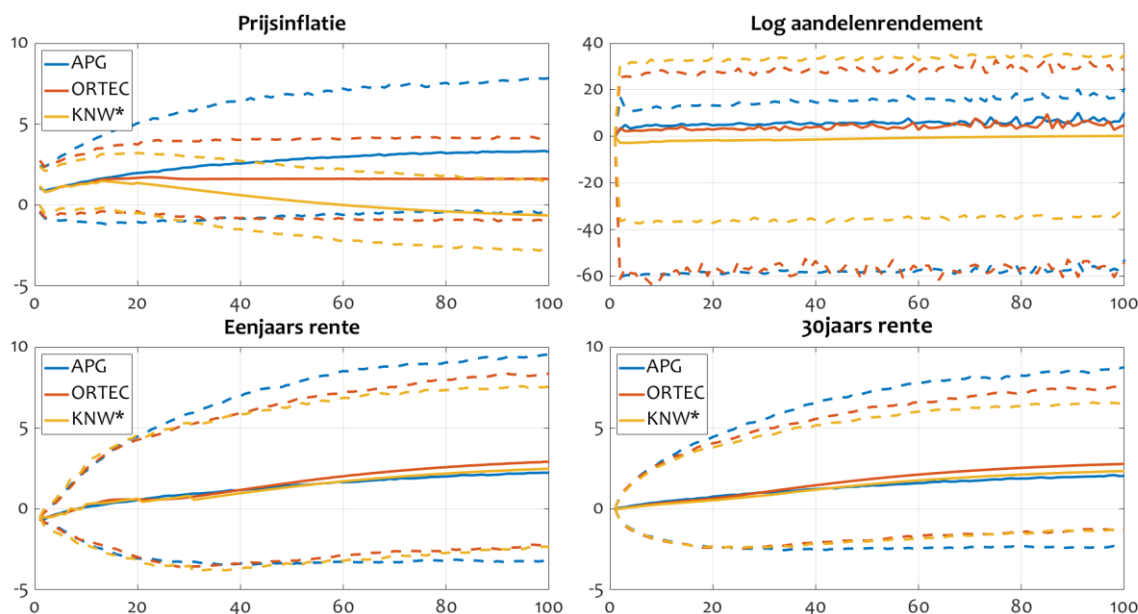 Prijsinflatie
10
5
0
-5
APG
ORTEC
KNW*
0 20 40 60 80 100
Log aandelenrendement
40
20
0
-20
-40
-60
0 20 40 60 80 100
Eenjaars rente
10
5
0
-5
APG
ORTEC
KNW*
0 20 40 60 80 100
30jaars rente
10
5
0
-5
APG
ORTEC
KNW*
0 20 40 60 80 100